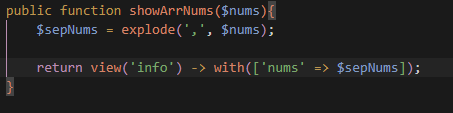 public function showArrNums($nums){
    $sepNums = explode(',', $nums);
    return view('info') -> with(['nums' => $sepNums]);
}